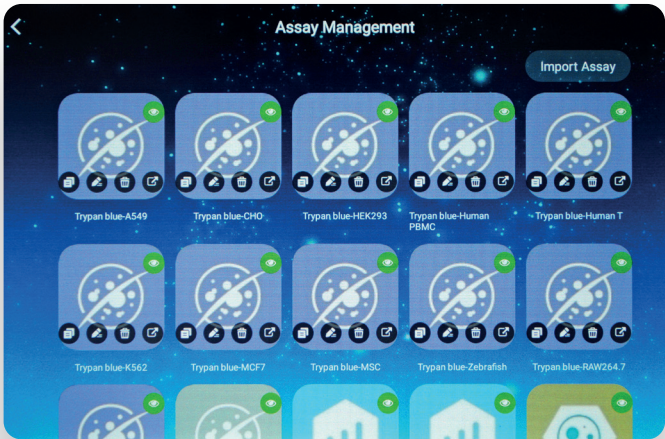 Assay Management
Import Assay
Trypan blue-A549
Trypan blue-CHO
Trypan blue-HEK293
Trypan blue-Human
PBMC
Trypan blue-Human T
Trypan blue-K562
Trypan blue-MCF7
Trypan blue-MSC
Trypan blue-Zebrafish
Trypan blue-RAW264.7